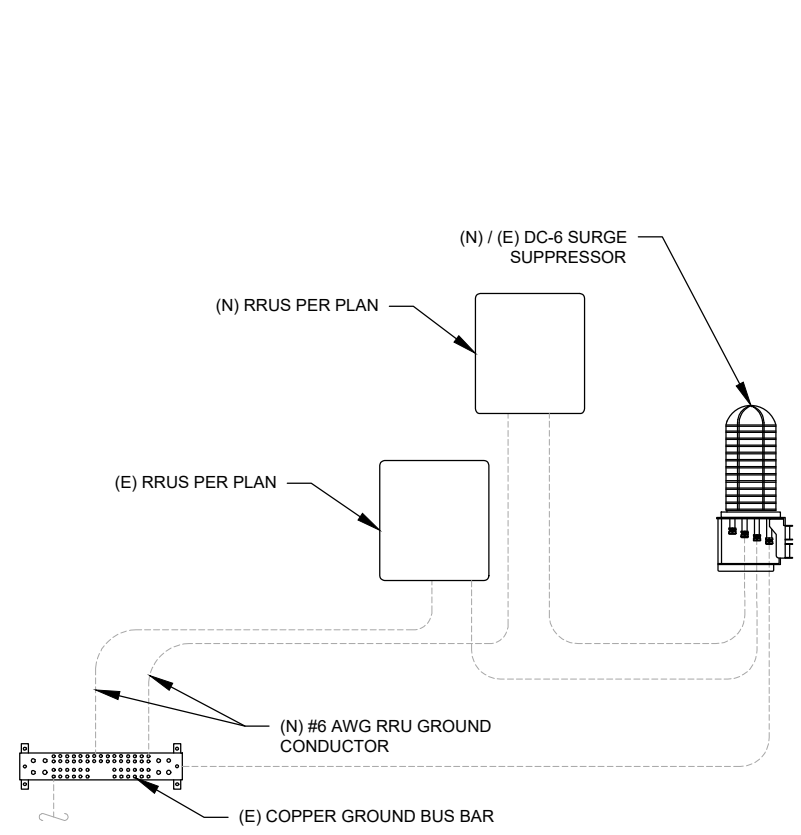 (N) / (E) DC-6 SURGE
SUPPRESSOR
(N) RRUS PER PLAN
(E) RRUS PER PLAN
(N) #6 AWG RRU GROUND
CONDUCTOR
(E) COPPER GROUND BUS BAR